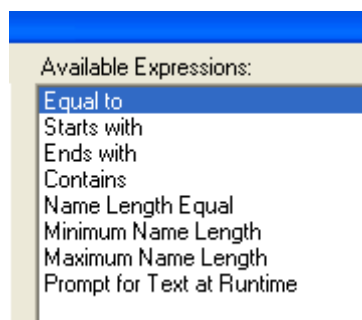 Available Expressions:
Equal to
Starts with
Ends with
Contains
Name Length Equal
Minimum Name Length
Maximum Name Length
Prompt for Text at Runtime